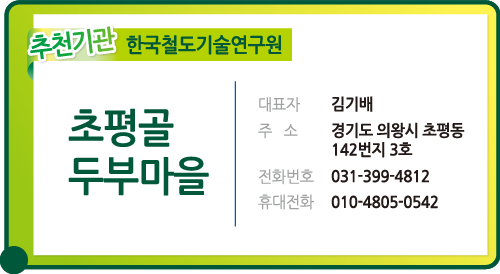 추천기관 한국철도기술연구원
초평골
두부마을
대표자 김기배
주 소 경기도 의왕시 초평동
142번지 3호
전화번호 031-399-4812
휴대전화 010-4805-0542